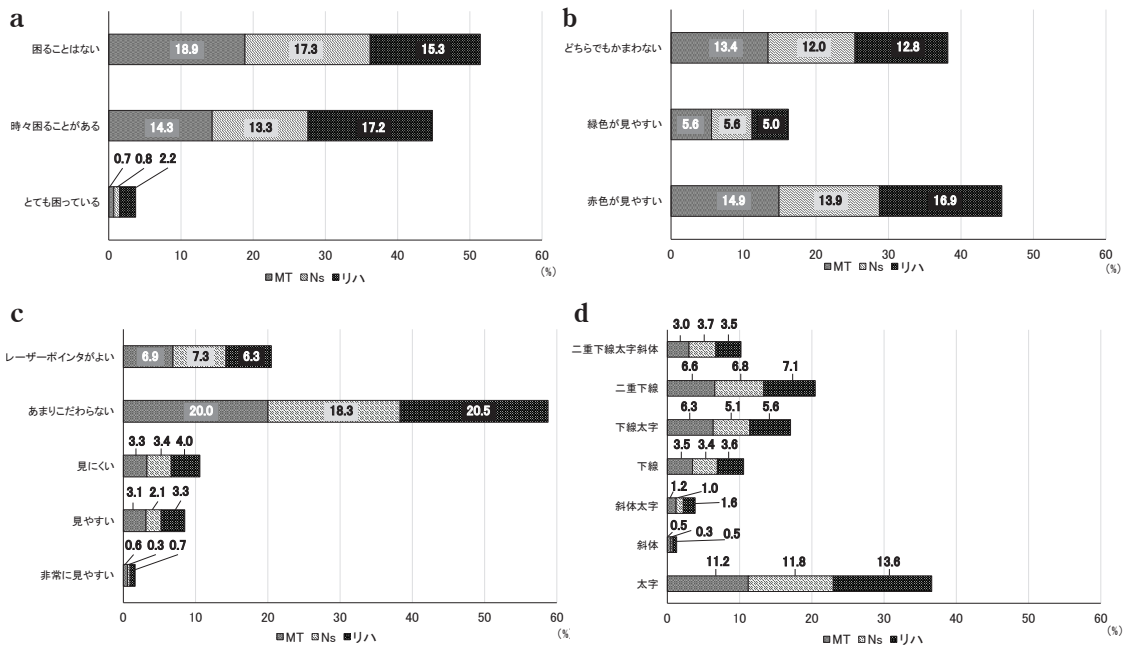 a
困ることはない
18.9 17.3 15.3
時々困ることがある
14.3 13.3 17.2
0.7 0.8 2.2
とても困っている
0 10 20 30 40 50 60
(%)
MT Ns リハ
b
どちらでもかまわない
13.4 12.0 12.8
緑色が見やすい
5.6 5.6 5.0
赤色が見やすい
14.9 13.9 16.9
0 10 20 30 40 50 60
(%)
MT Ns リハ
c
レーザーポインタがよい
6.9 7.3 6.3
あまりこだわらない
20.0 18.3 20.5
3.3 3.4 4.0
見にくい
3.1 2.1 3.3
見やすい
0.6 0.3 0.7
非常に見やすい
0 10 20 30 40 50 60
(%)
MT Ns リハ
d
3.0 3.7 3.5
二重下線太字斜体
6.6 6.8 7.1
二重下線
6.3 5.1 5.6
下線太字
3.5 3.4 3.6
下線
1.2 1.0 1.6
斜体太字
0.5 0.3 0.5
斜体
11.2 11.8 13.6
太字
0 10 20 30 40 50 60
(%)
MT Ns リハ